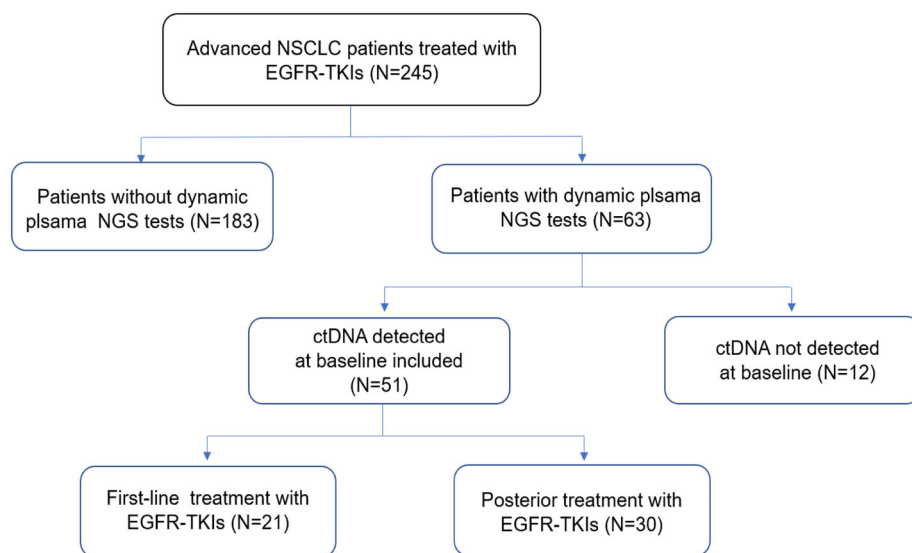 Advanced NSCLC patients treated with
EGFR-TKIs (N=245)
Patients without dynamic
plsama NGS tests (N=183)
Patients with dynamic plsama
NGS tests (N=63)
ctDNA detected
at baseline included
(N=51)
ctDNA not detected
at baseline (N=12)
First-line treatment with
EGFR-TKIs (N=21)
Posterior treatment with
EGFR-TKIs (N=30)